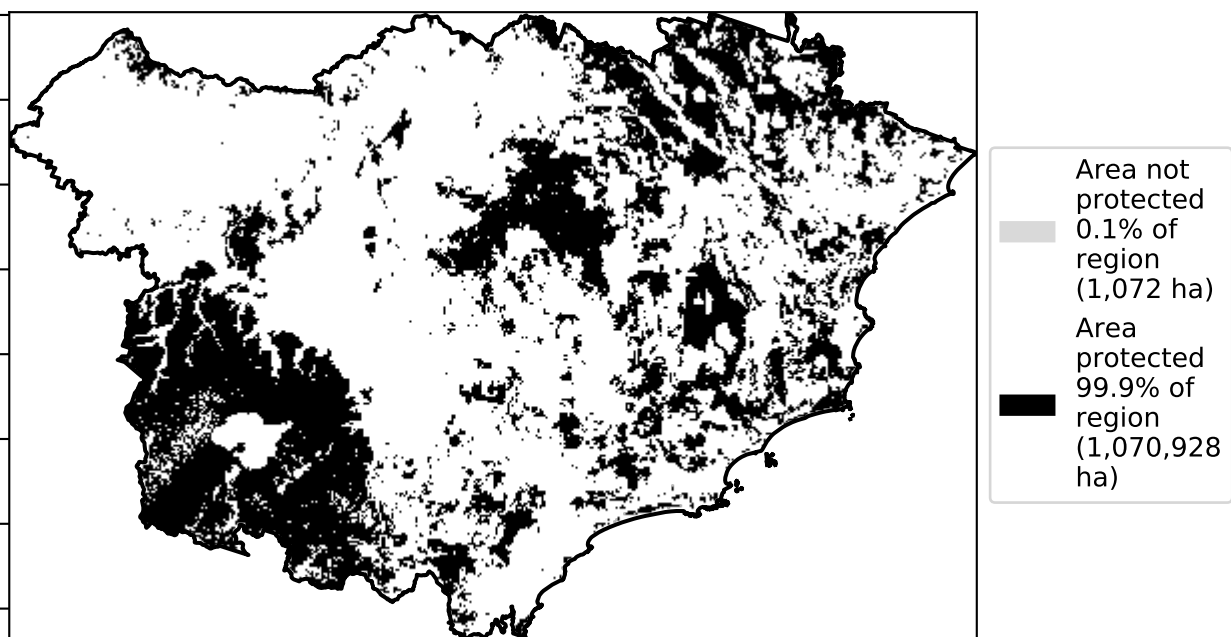 Area not
protected
0.1% of
region
(1,072 ha)
Area
protected
99.9% of
region
(1,070,928
ha)